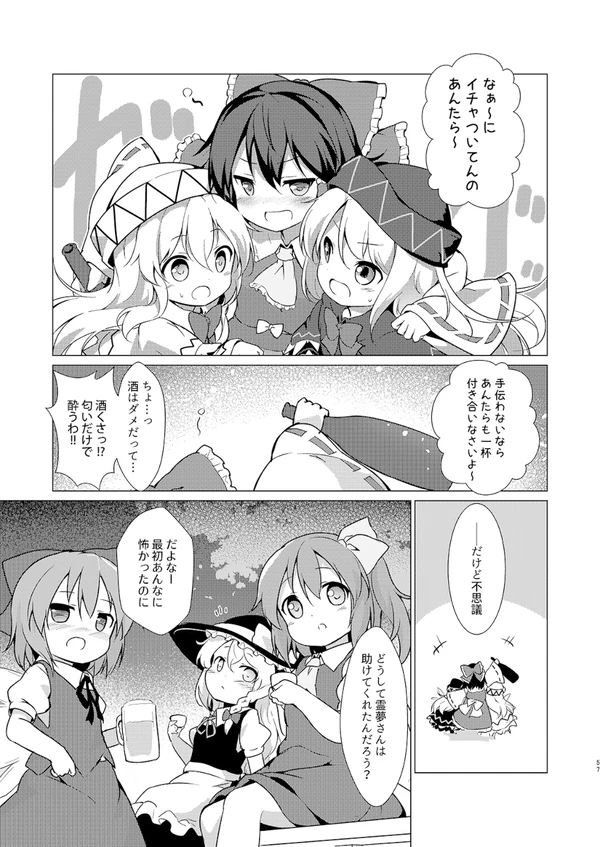 なぁ～に
イチャついてんの
あんたら～
ガガ
手伝わないなら
あんたらも一杯
付き合いなさいよ～
ちょ…っ
酒はダメだって…
酒くさっ!?
匂いだけで
酔うわ!!
──だけど不思議
どうして霊夢さんは
助けてくれたんだろう？
だよなー
最初あんなに
怖かったのに
57